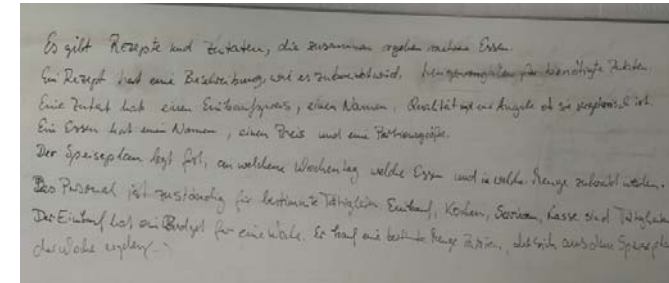 Es gibt Rezepte und Zutaten, die zusammen ergeben Essen.
Ein Rezept hat eine Beschreibung, wie es zubereitet wird, Mengenangaben für benötigte Zutaten.
Eine Zutat hat einen Einkaufspreis, einen Namen, Qualität und eine Angabe ob sie vegetarisch ist.
Ein Essen hat einen Namen, einen Preis und eine Portionsgröße.
Der Speiseplan legt fest, an welchem Wochentag welche Essen und in welcher Menge zubereitet werden.
Das Personal ist zuständig für bestimmte Tätigkeiten. Einkauf, Kochen, Servieren, Kasse sind Tätigkeiten
Der Einkauf hat ein Budget für eine Woche. Er kauft eine bestimmte Menge Zutaten, die sich aus dem Speisepla
der Woche ergeben.